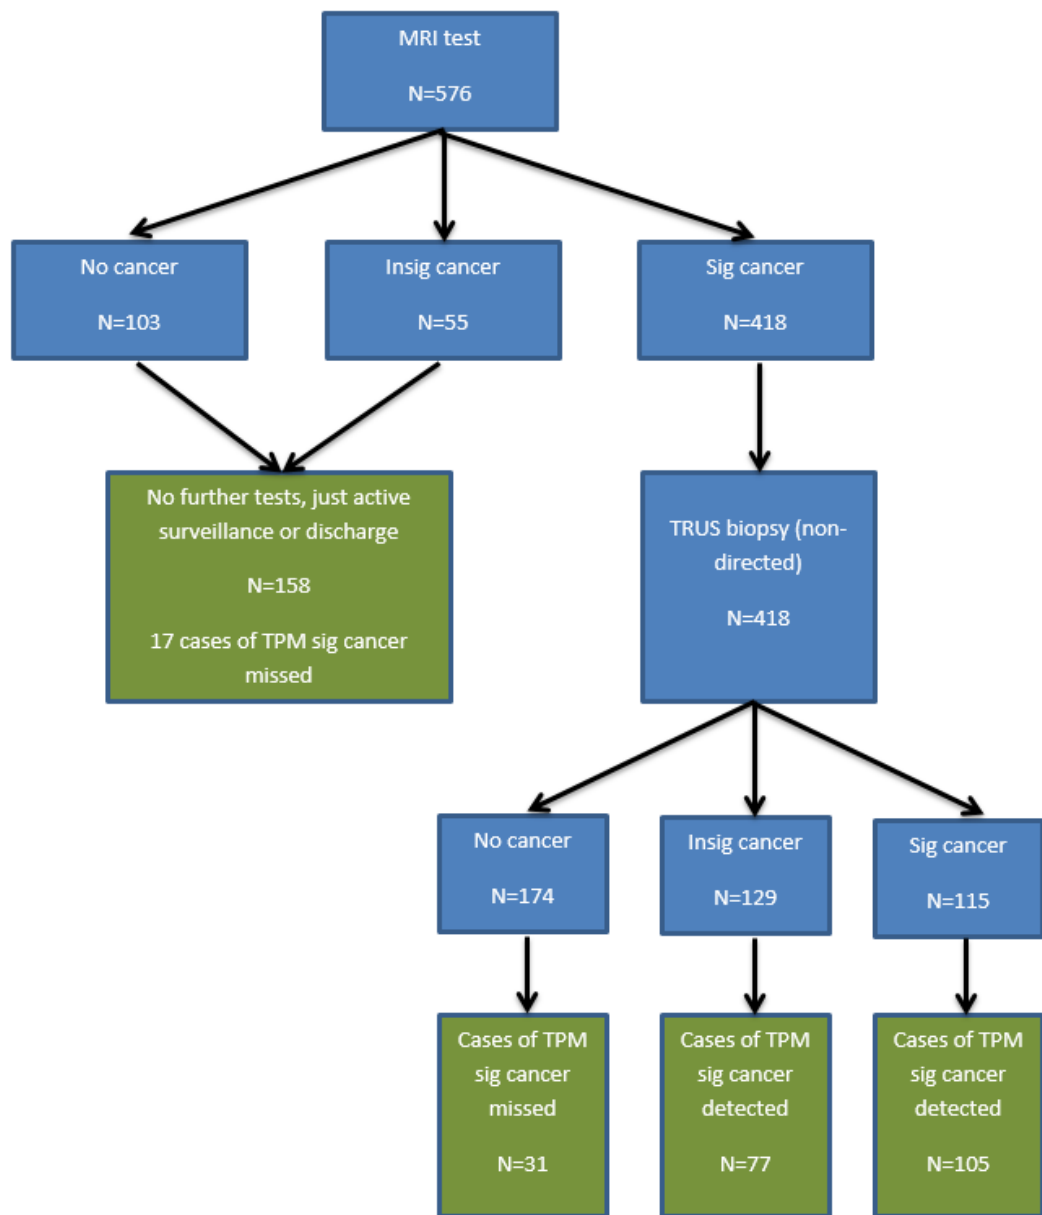 MRI test
N=576
No cancer
N=103
Insig cancer
N=55
Sig cancer
N=418
No further tests, just active
surveillance or discharge
N=158
17 cases of TPM sig cancer
missed
TRUS biopsy (non-
directed)
N=418
No cancer
N=174
Insig cancer
N=129
Sig cancer
N=115
Cases of TPM
sig cancer
missed
N=31
Cases of TPM
sig cancer
detected
N=77
Cases of TPM
sig cancer
detected
N=105